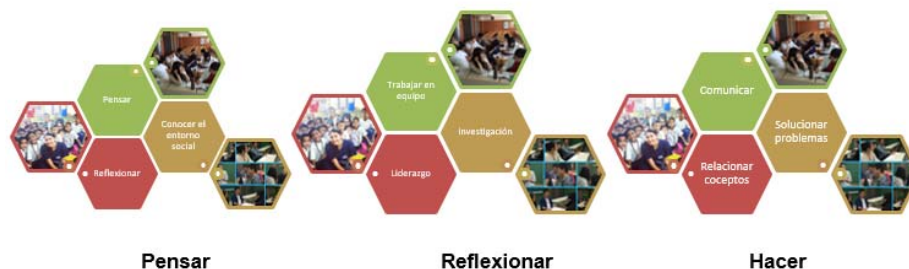 Pensar
Conocer el
entorno
social
Reflexionar
Trabajar en
equipo
Investigación
Liderazgo
Comunicar
Solucionar
problemas
Relacionar
coceptos
Pensar
Reflexionar
Hacer